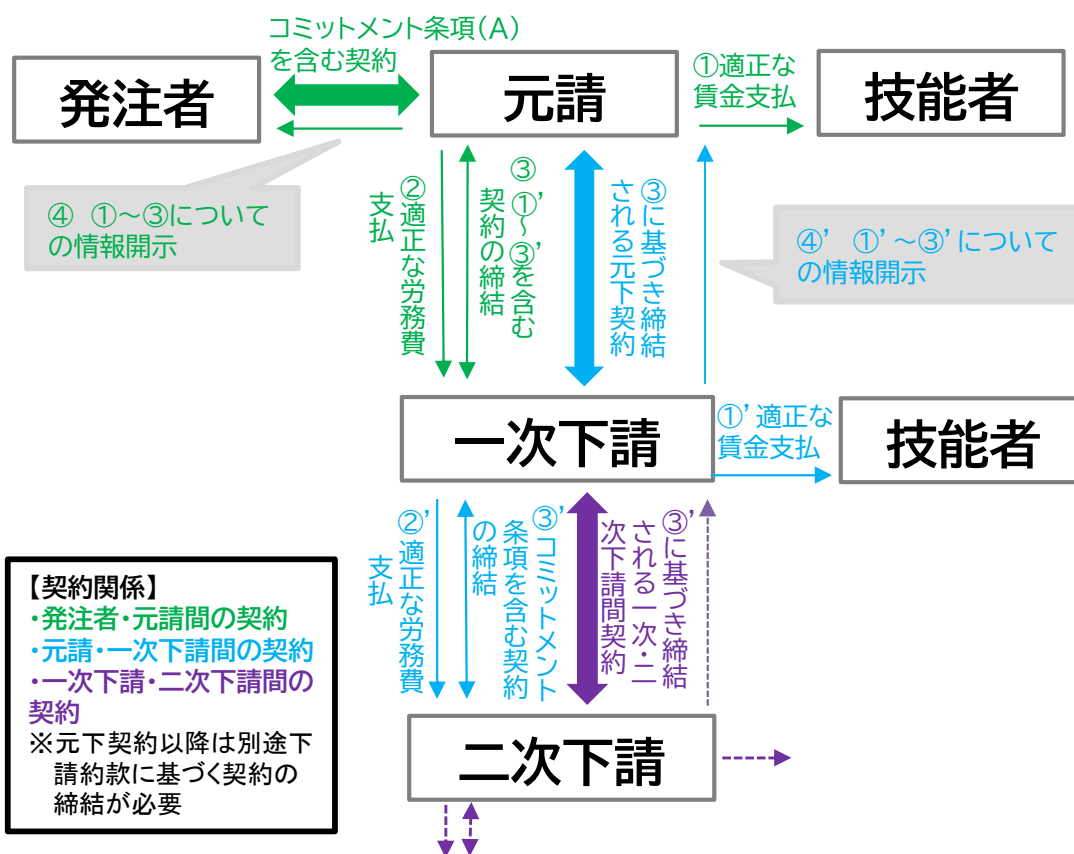 コミットメント条項(A)
を含む契約
発注者
元請
①適正な
賃金支払
技能者
④ ①～③について
の情報開示
②適正な労務費
支払
③ ①’～③’を含む
契約の締結
③に基づき締結
される元下契約
④’ ①’～③’について
の情報開示
一次下請
①’適正な
賃金支払
技能者
②’適正な労務費
支払
③’コミットメント
条項を含む契約
の締結
③’に基づき締結
される一次・二
次下請間契約
二次下請
【契約関係】
・発注者・元請間の契約
・元請・一次下請間の契約
・一次下請・二次下請間の
契約
※元下契約以降は別途下
請約款に基づく契約の
締結が必要